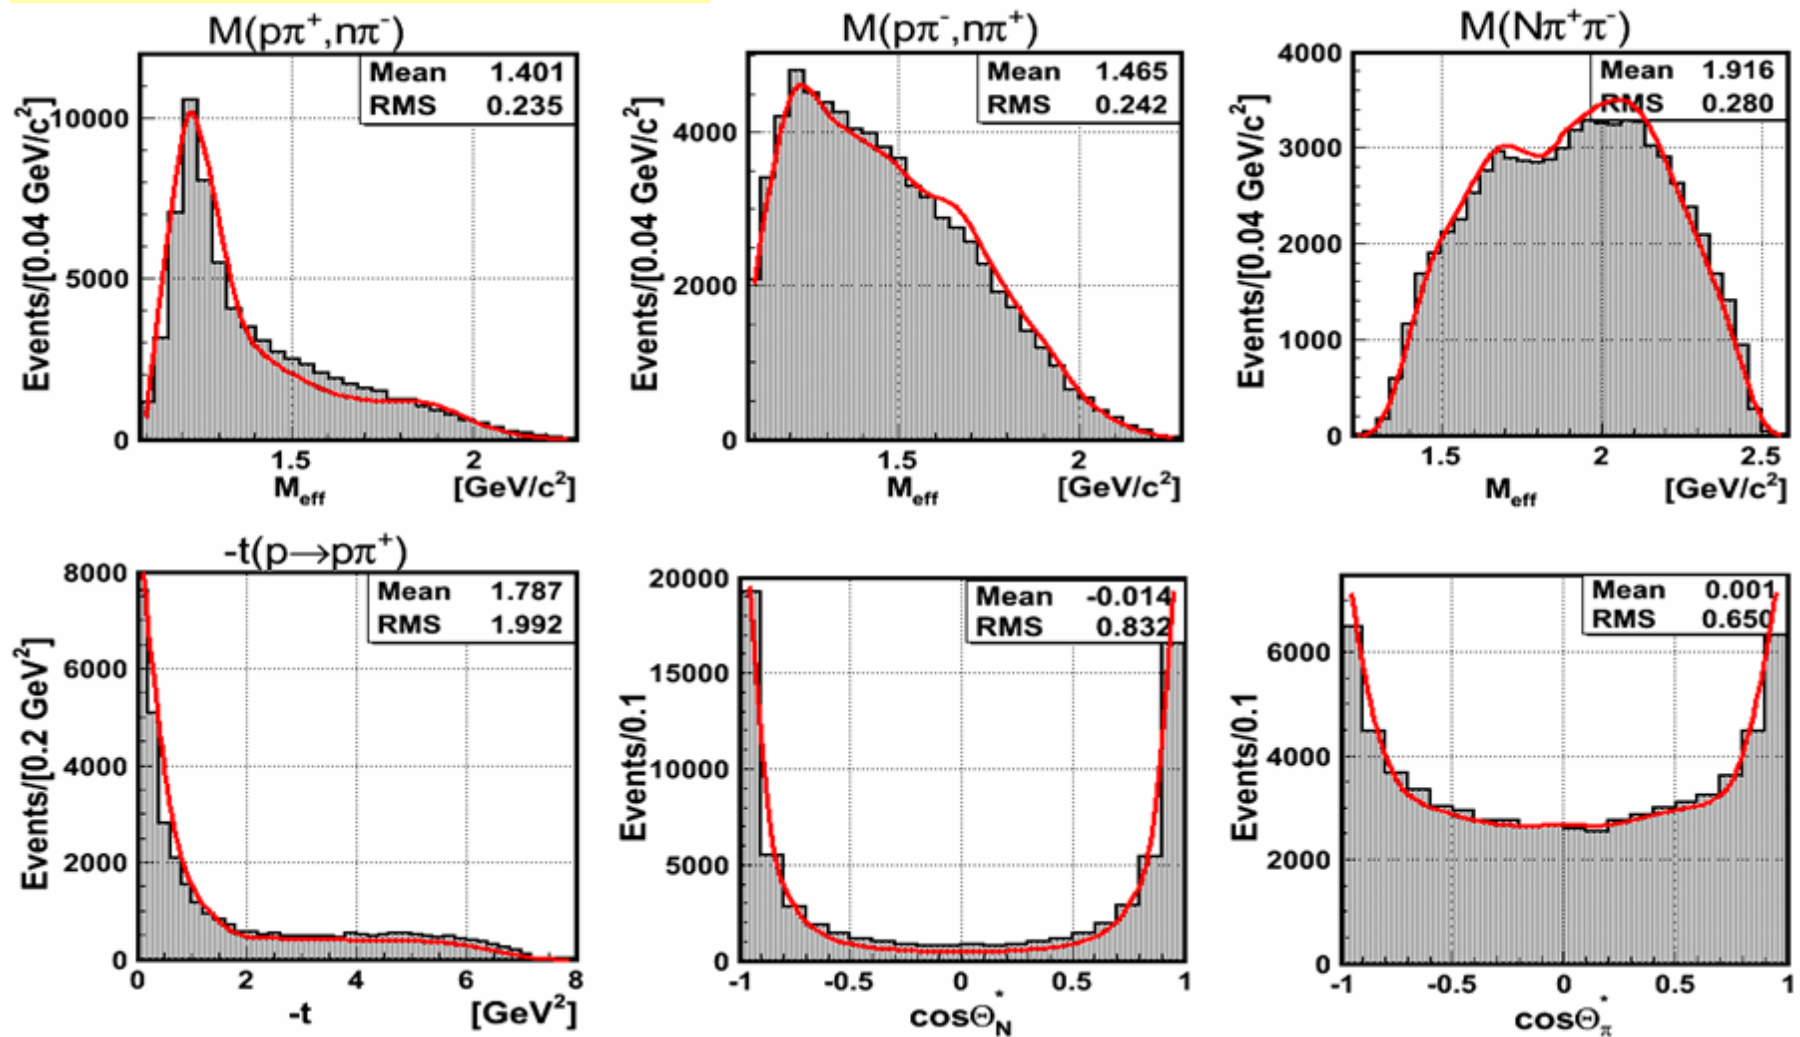 M(pπ⁺,nπ⁻)
Mean 1.401
RMS 0.235
Events/[0.04 GeV/c²]
10000
5000
0
1.5 2
M_eff [GeV/c²]
M(pπ⁻,nπ⁺)
Mean 1.465
RMS 0.242
Events/[0.04 GeV/c²]
4000
2000
0
1.5 2
M_eff [GeV/c²]
M(Nπ⁺π⁻)
Mean 1.916
RMS 0.280
Events/[0.04 GeV/c²]
4000
3000
2000
1000
0
1.5 2 2.5
M_eff [GeV/c²]
-t(p→pπ⁺)
Mean 1.787
RMS 1.992
Events/[0.2 GeV²]
8000
6000
4000
2000
0
0 2 4 6 8
-t [GeV²]
Mean -0.014
RMS 0.832
Events/0.1
20000
15000
10000
5000
0
-1 -0.5 0 0.5 1
cosΘ*_N
Mean 0.001
RMS 0.650
Events/0.1
6000
4000
2000
0
-1 -0.5 0 0.5 1
cosΘ*_π